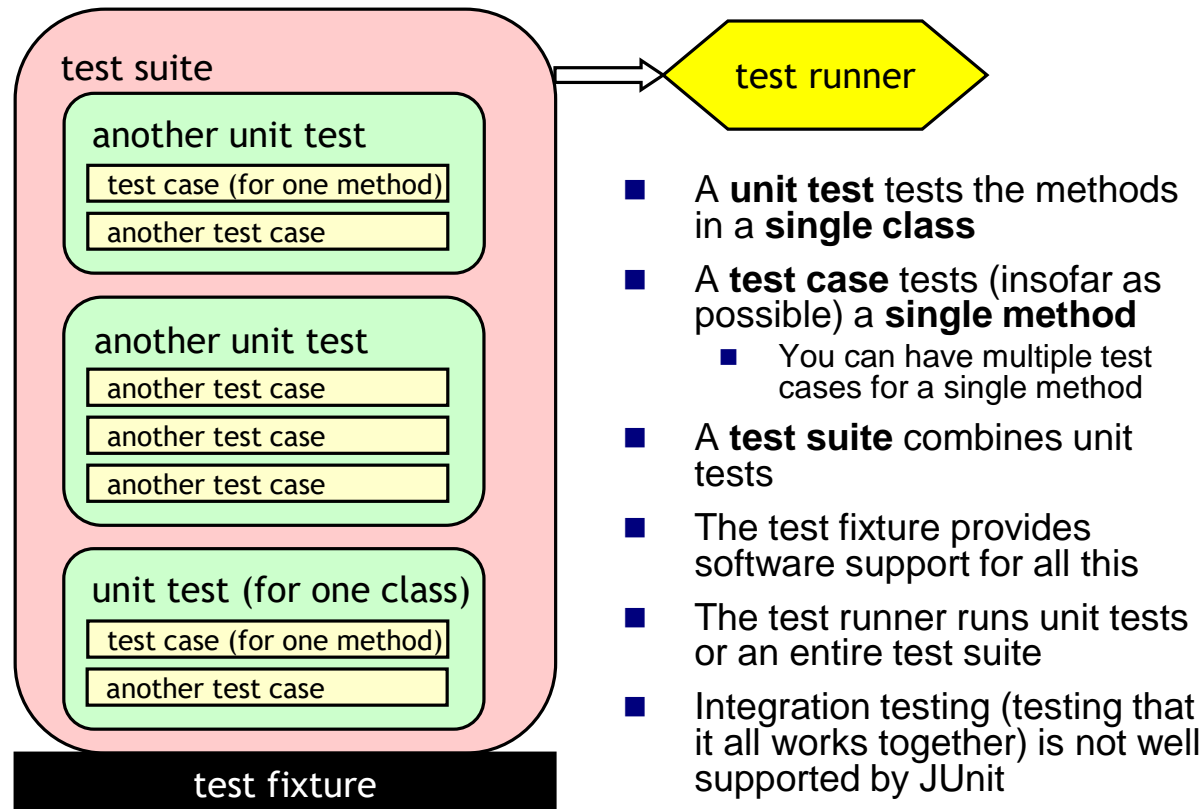 test suite
another unit test
test case (for one method)
another test case
another unit test
another test case
another test case
another test case
unit test (for one class)
test case (for one method)
another test case
test fixture
test runner
A unit test tests the methods
in a single class
A test case tests (insofar as
possible) a single method
You can have multiple test
cases for a single method
A test suite combines unit
tests
The test fixture provides
software support for all this
The test runner runs unit tests
or an entire test suite
Integration testing (testing that
it all works together) is not well
supported by JUnit